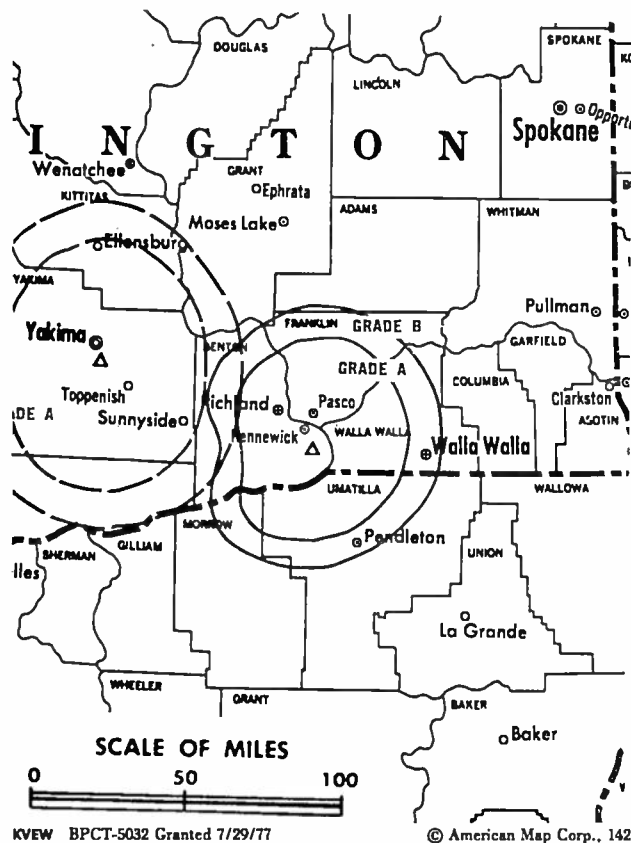 DOUGLAS
SPOKANE
LINCOLN
Opportu
Spokane
I N G T O N
Wenatchee
GRANT
Ephrata
KITTITAS
ADAMS
WHITMAN
Moses Lake
Ellensburg
YAKIMA
Pullman
FRANKLIN
GRADE B
Yakima
BENTON
GARFIELD
GRADE A
COLUMBIA
Toppenish
Clarkston
Richland
Pasco
ASOTIN
DE A
Sunnyside
Kennewick
WALLA WALLA
Walla Walla
UMATILLA
WALLOWA
MORROW
Pendleton
GILLIAM
SHERMAN
UNION
lles
La Grande
WHEELER
GRANT
BAKER
Baker
SCALE OF MILES
0 50 100
KVEW BPCT-5032 Granted 7/29/77
© American Map Corp., 142